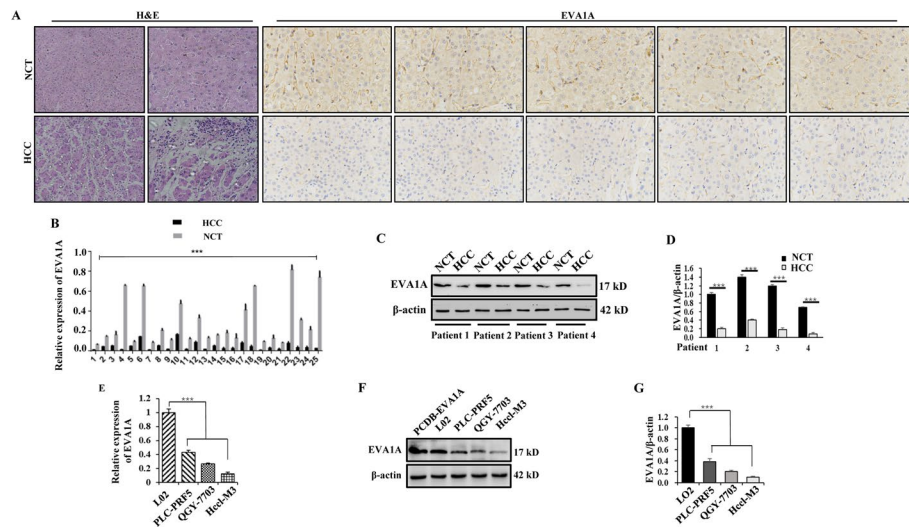 A
H&E
EVA1A
NCT
HCC
B
HCC
NCT
***
Relative expression of EVA1A
1.0
0.8
0.6
0.4
0.2
0.0
1 2 3 4 5 6 7 8 9 10 11 12 13 14 15 16 17 18 19 20 21 22 23 24 25
C
NCT HCC NCT HCC NCT HCC NCT HCC
EVA1A 17 kD
β-actin 42 kD
Patient 1 Patient 2 Patient 3 Patient 4
D
NCT
HCC
EVA1A/β-actin
1.6
1.4
1.2
1.0
0.8
0.6
0.4
0.2
0.0
*** *** *** ***
Patient 1 2 3 4
E
Relative expression
of EVA1A
1.2
1
0.8
0.6
0.4
0.2
0
***
L02 PLC-PRF5 QGY-7703 Hccl-M3
F
PCDB-EVA1A L02 PLC-PRF5 QGY-7703 Hccl-M3
EVA1A 17 kD
β-actin 42 kD
G
EVA1A/β-actin
1.2
1.0
0.8
0.6
0.4
0.2
0.0
***
LO2 PLC-PRF5 QGY-7703 Hccl-M3